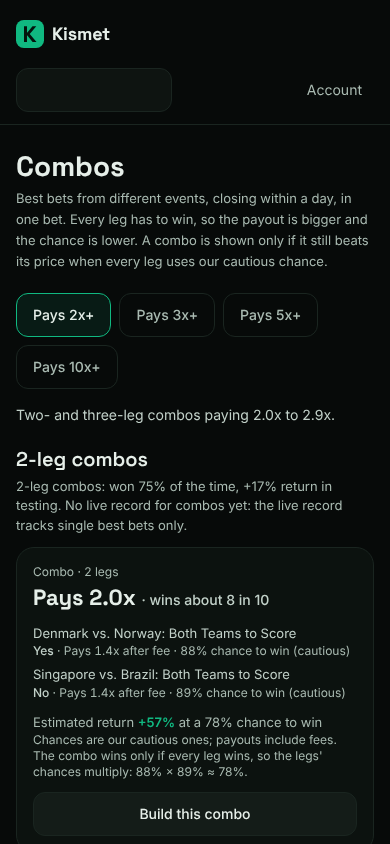 K Kismet
Account
Combos
Best bets from different events, closing within a day, in
one bet. Every leg has to win, so the payout is bigger and
the chance is lower. A combo is shown only if it still beats
its price when every leg uses our cautious chance.
Pays 2x+ Pays 3x+ Pays 5x+
Pays 10x+
Two- and three-leg combos paying 2.0x to 2.9x.
2-leg combos
2-leg combos: won 75% of the time, +17% return in
testing. No live record for combos yet: the live record
tracks single best bets only.
Combo · 2 legs
Pays 2.0x · wins about 8 in 10
Denmark vs. Norway: Both Teams to Score
Yes · Pays 1.4x after fee · 88% chance to win (cautious)
Singapore vs. Brazil: Both Teams to Score
No · Pays 1.4x after fee · 89% chance to win (cautious)
Estimated return +57% at a 78% chance to win
Chances are our cautious ones; payouts include fees.
The combo wins only if every leg wins, so the legs'
chances multiply: 88% × 89% ≈ 78%.
Build this combo